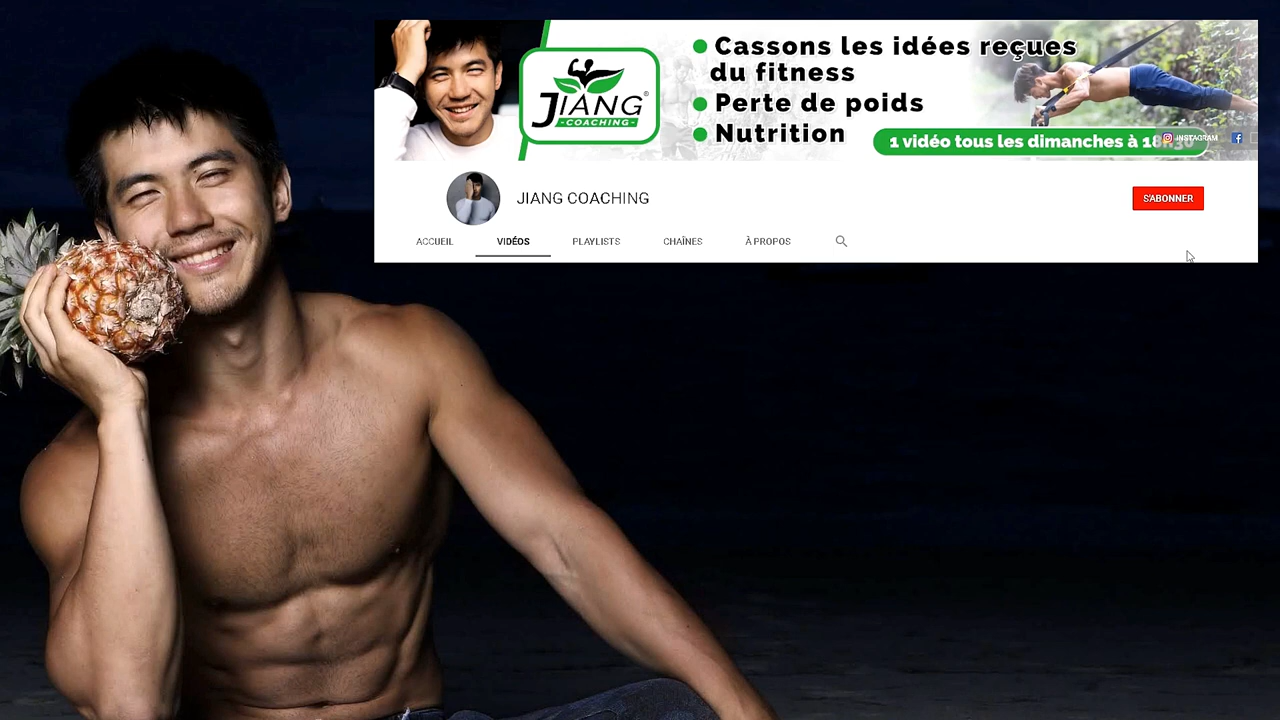 Cassons les idées reçues
du fitness
JIANG®
-COACHING-
Perte de poids
Nutrition
1 vidéo tous les dimanches à 18h30
INSTAGRAM
JIANG COACHING
S'ABONNER
ACCUEIL
VIDÉOS
PLAYLISTS
CHAÎNES
À PROPOS